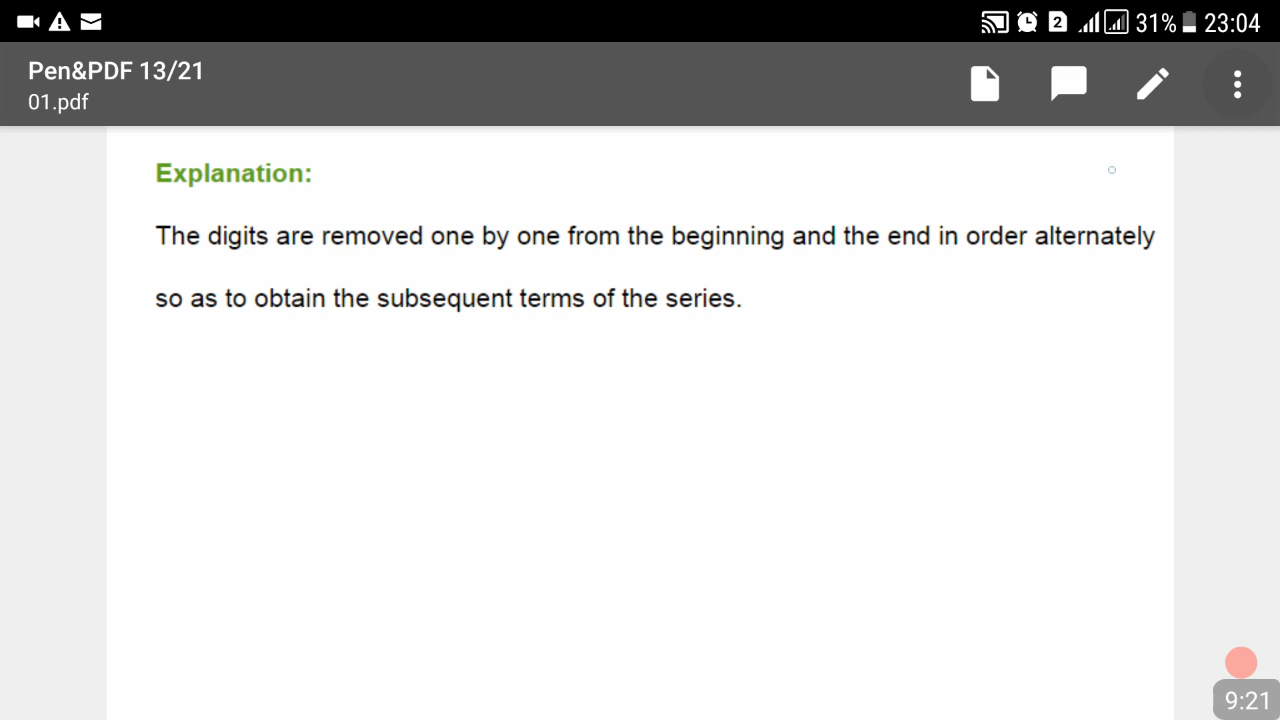 2 31% 23:04
Pen&PDF 13/21
01.pdf
Explanation:
The digits are removed one by one from the beginning and the end in order alternately
so as to obtain the subsequent terms of the series.
9:21